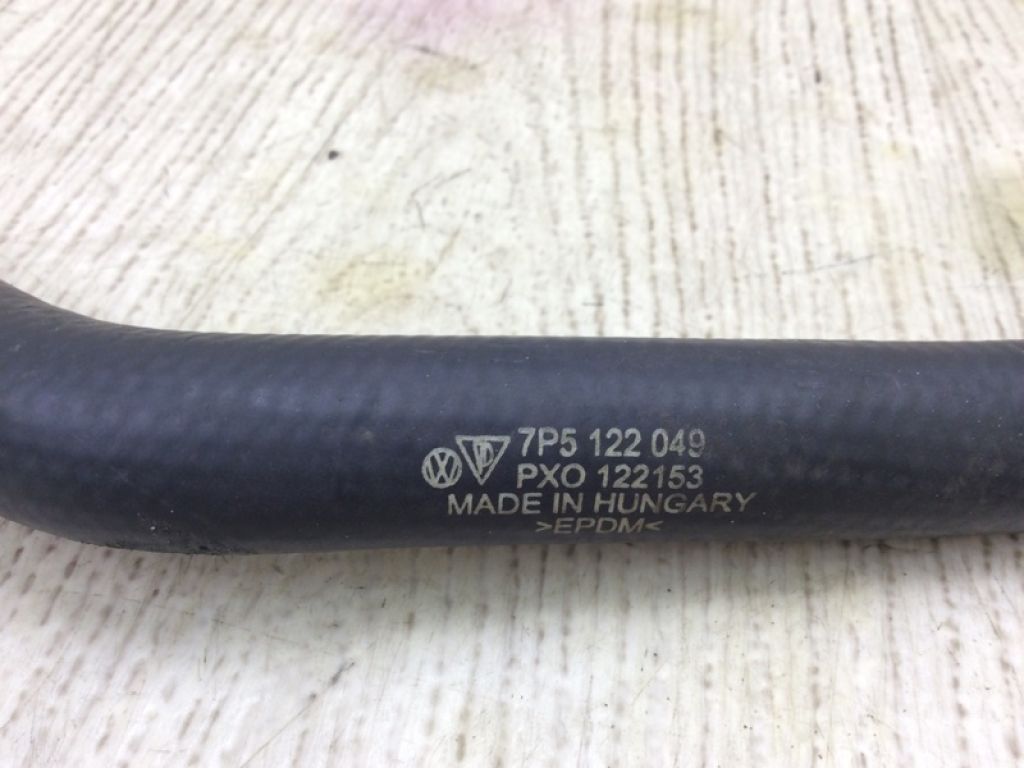 7P5 122 049
PXO 122153
MADE IN HUNGARY
>EPDM<